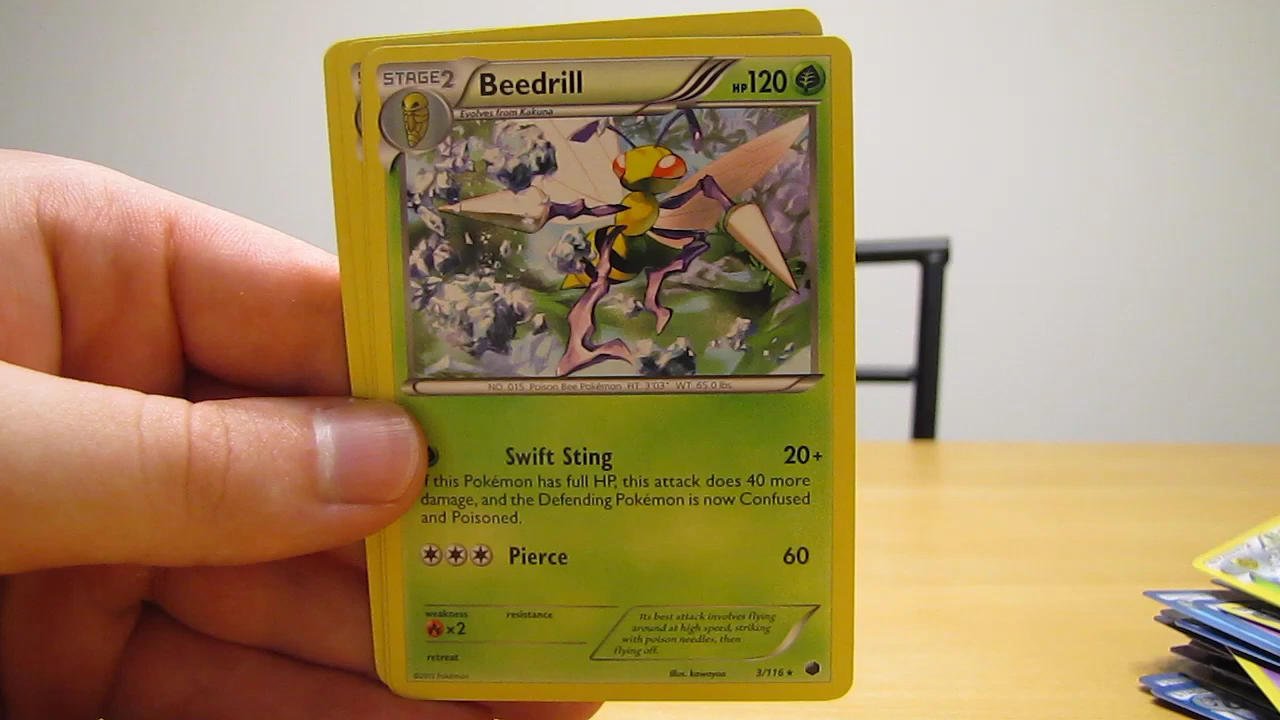 STAGE2 Beedrill HP120
Evolves from Kakuna
NO. 015 Poison Bee Pokémon HT: 3'03" WT: 65.0 lbs.
Swift Sting 20+
f this Pokémon has full HP, this attack does 40 more
damage, and the Defending Pokémon is now Confused
and Poisoned.
Pierce 60
weakness resistance
×2
retreat
Its best attack involves flying
around at high speed, striking
with poison needles, then
flying off.
Illus. kawayoo 3/116 ★